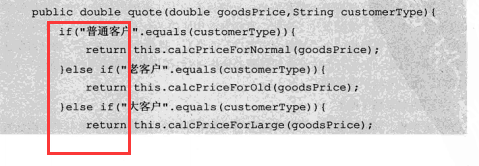 public double quote(double goodsPrice,String customerType){
if("普通客户".equals(customerType)){
return this.calcPriceForNormal(goodsPrice);
}else if("老客户".equals(customerType)){
return this.calcPriceForOld(goodsPrice);
}else if("大客户".equals(customerType)){
return this.calcPriceForLarge(goodsPrice);